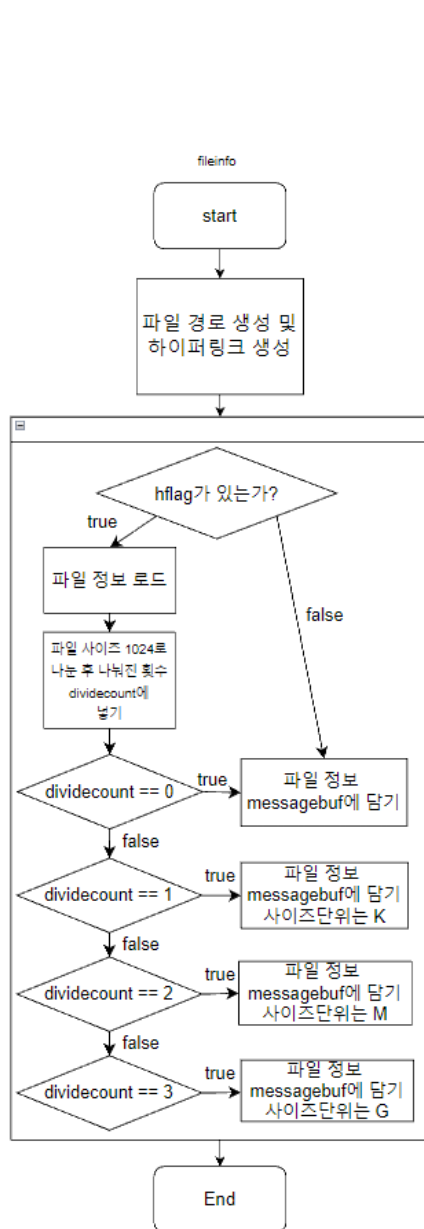 fileinfo
start
파일 경로 생성 및
하이퍼링크 생성
hflag가 있는가?
true
false
파일 정보 로드
파일 사이즈 1024로
나눈 후 나눠진 횟수
dividecount에
넣기
dividecount == 0
true
파일 정보
messagebuf에 담기
false
dividecount == 1
true
파일 정보
messagebuf에 담기
사이즈단위는 K
false
dividecount == 2
true
파일 정보
messagebuf에 담기
사이즈단위는 M
false
dividecount == 3
true
파일 정보
messagebuf에 담기
사이즈단위는 G
End